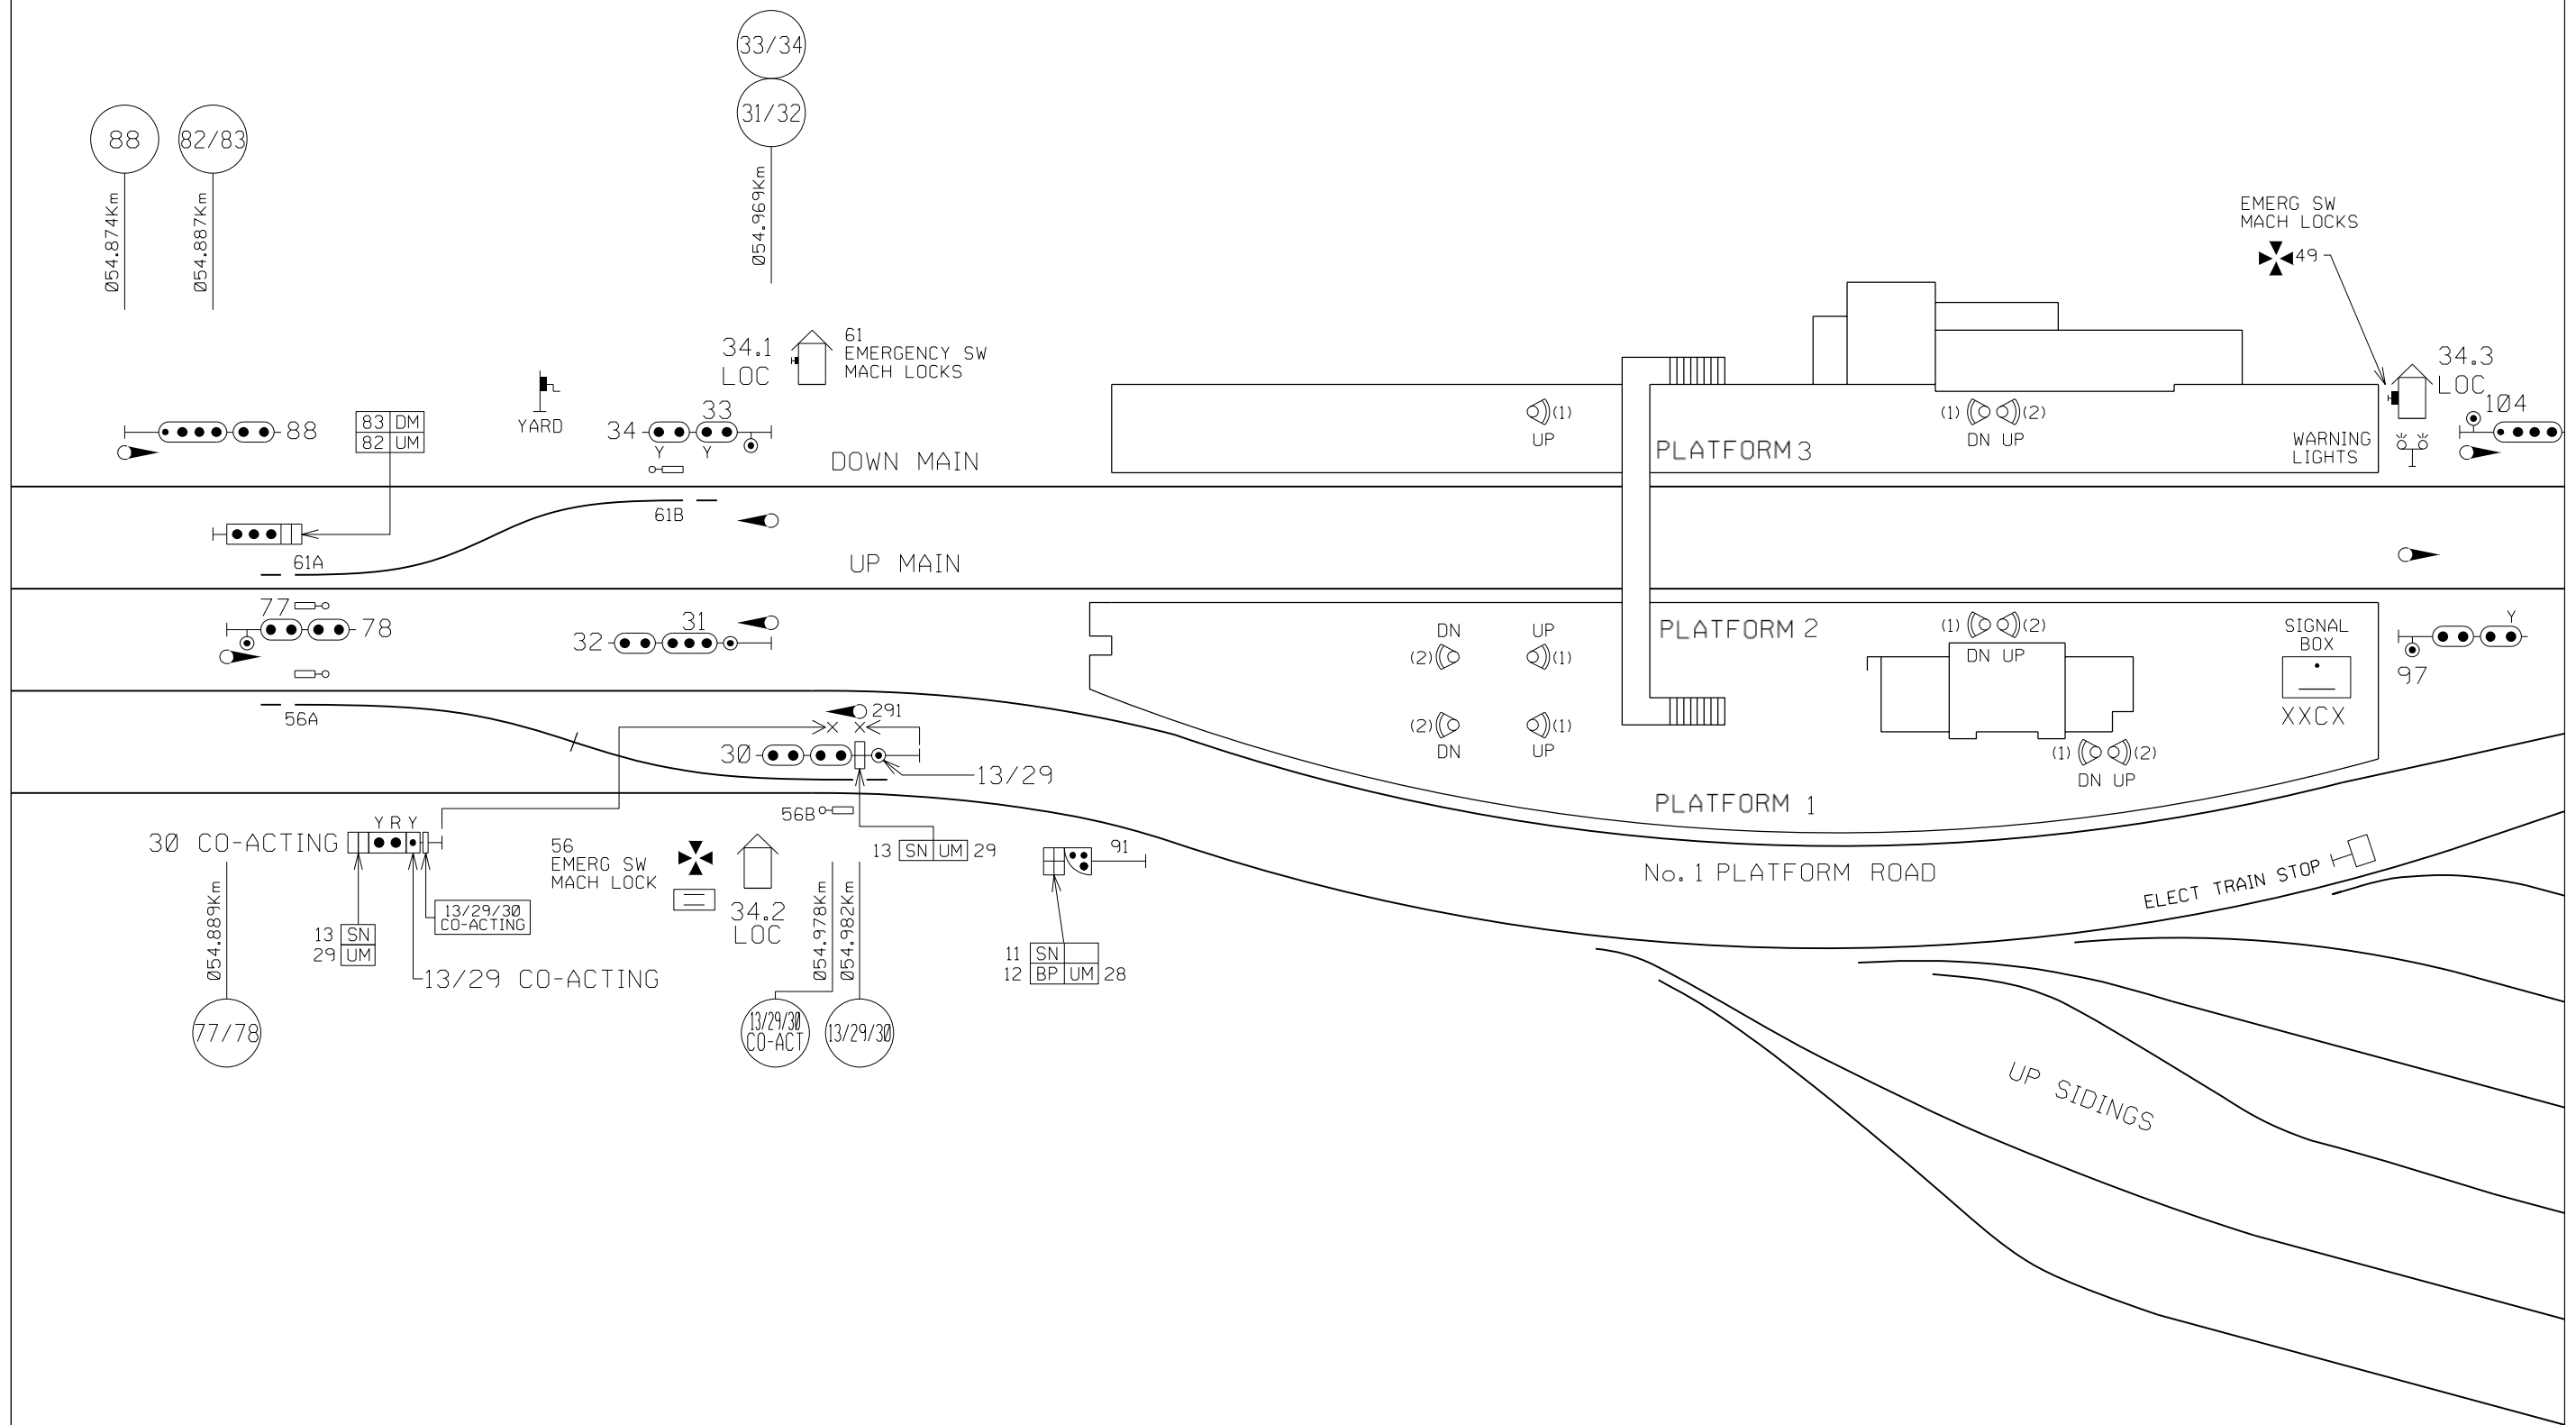 33/34
31/32
88
82/83
Ø54.874Km
Ø54.887Km
Ø54.969Km
EMERG SW
MACH LOCKS
49
34.1
LOC
61
EMERGENCY SW
MACH LOCKS
34.3
LOC
88
83 DM
82 UM
YARD
34
33
Y Y
DOWN MAIN
(1)
UP
(1) (2)
DN UP
PLATFORM 3
WARNING
LIGHTS
104
61B
61A
UP MAIN
77
78
32
31
DN
UP
(2)
(1)
PLATFORM 2
(1) (2)
DN UP
SIGNAL
BOX
XXCX
Y
97
56A
291
30
13/29
(2)
DN
(1)
UP
(1) (2)
DN UP
PLATFORM 1
56B
30 CO-ACTING
Y R Y
56
EMERG SW
MACH LOCK
13 SN UM 29
91
No. 1 PLATFORM ROAD
ELECT TRAIN STOP
Ø54.889Km
13 SN
29 UM
13/29/30
CO-ACTING
13/29 CO-ACTING
34.2
LOC
Ø54.978Km
Ø54.982Km
11 SN
12 BP UM 28
77/78
13/29/30
CO-ACT
13/29/30
UP SIDINGS